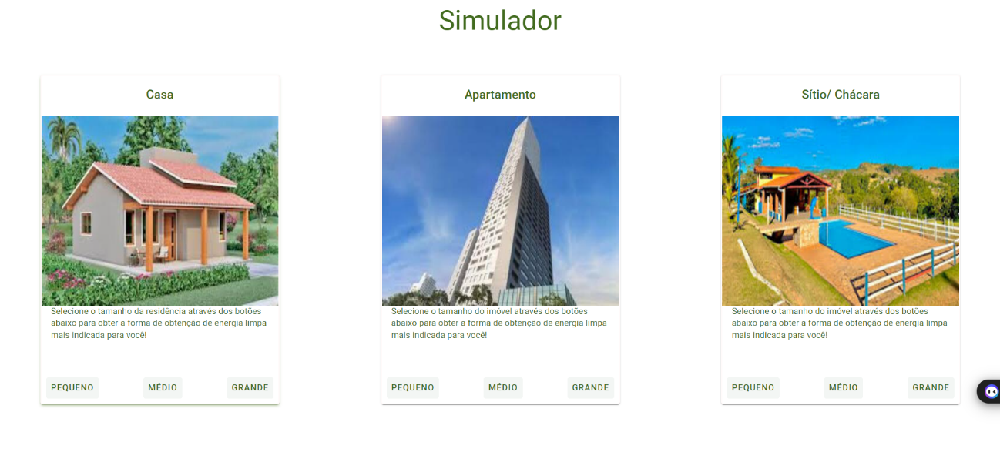 Simulador
Casa
Selecione o tamanho da residência através dos botões
abaixo para obter a forma de obtenção de energia limpa
mais indicada para você!
PEQUENO MÉDIO GRANDE
Apartamento
Selecione o tamanho do imóvel através dos botões
abaixo para obter a forma de obtenção de energia limpa
mais indicada para você!
PEQUENO MÉDIO GRANDE
Sítio/ Chácara
Selecione o tamanho do imóvel através dos botões
abaixo para obter a forma de obtenção de energia limpa
mais indicada para você!
PEQUENO MÉDIO GRANDE